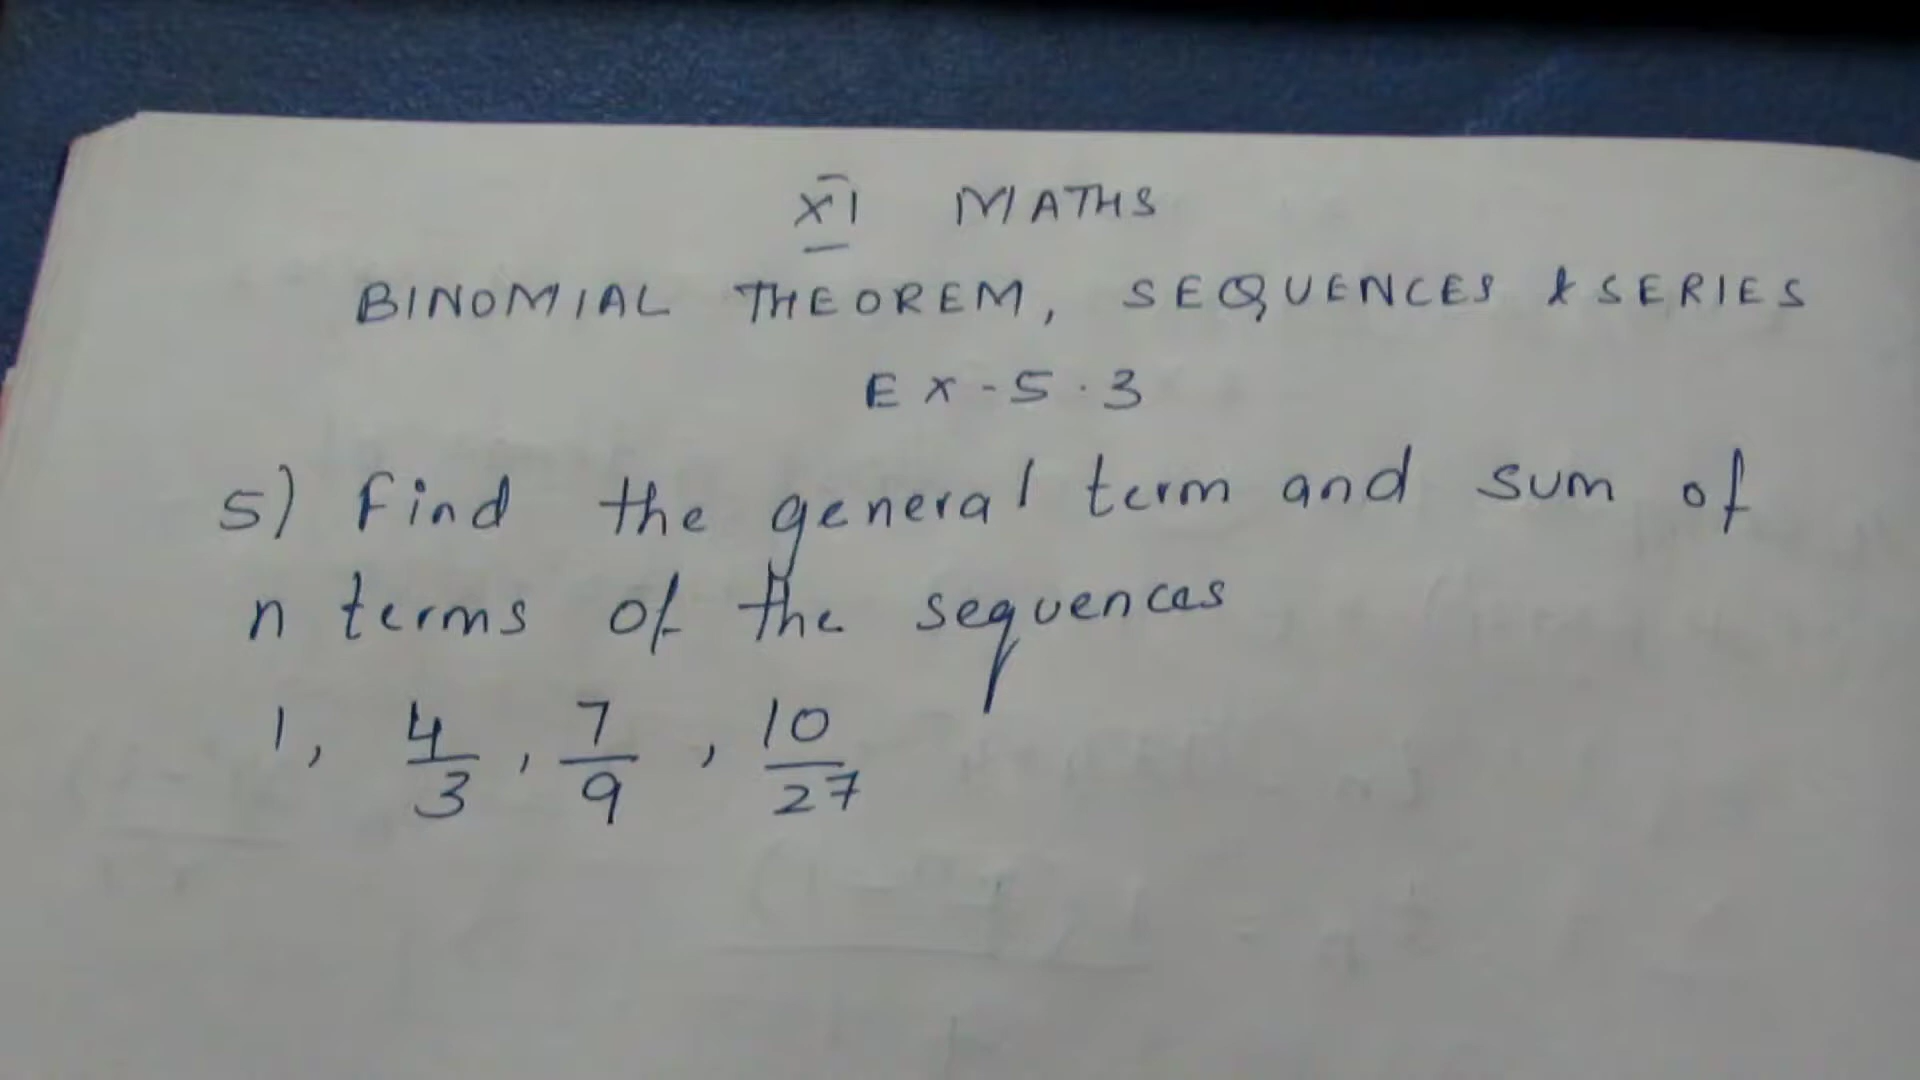 XI MATHS
BINOMIAL THEOREM, SEQUENCES & SERIES
EX-5.3
5) Find the general term and sum of
n terms of the sequences
1, 4/3, 7/9, 10/27